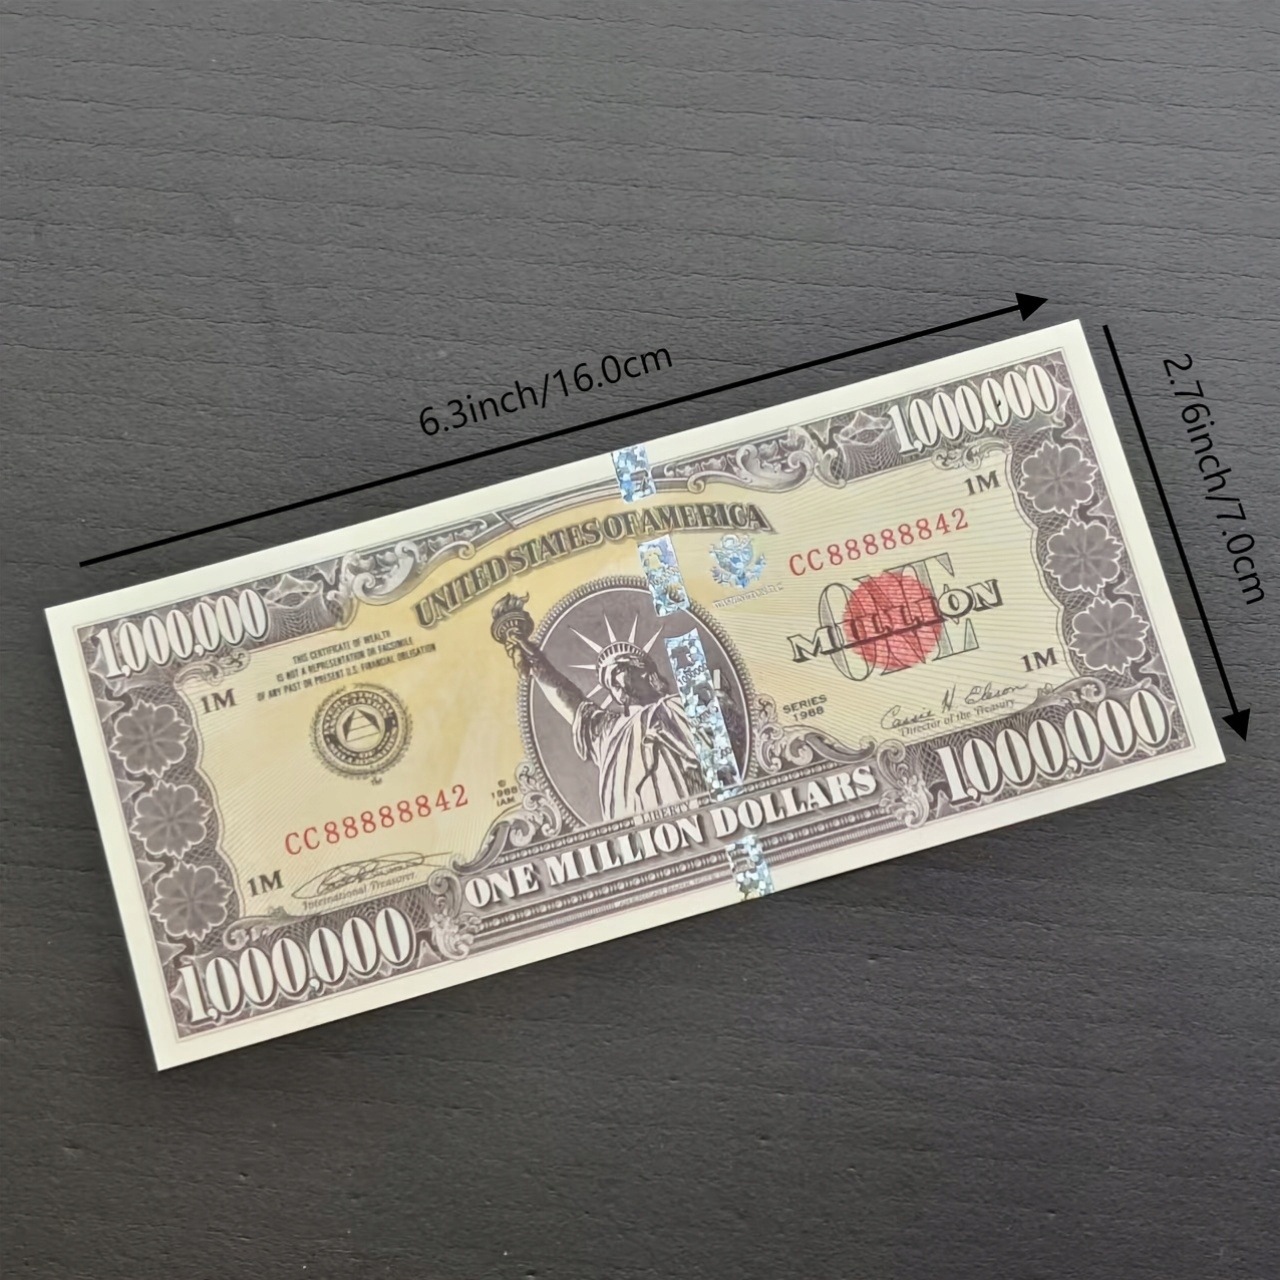 6.3inch/16.0cm
2.76inch/7.0cm
1,000,000
1,000,000
UNITED STATES OF AMERICA
THIS CERTIFICATE OF WEALTH
IS NOT A REPRESENTATION OR FACSIMILE
OF ANY PAST OR PRESENT U.S. FINANCIAL OBLIGATION
1M
1M
CC88888842
WASHINGTON, D.C.
ONE
MILLION
SERIES
1988
1M
Director of the Treasury
© 
1988
IAM
CC88888842
1M
International Treasurer
LIBERTY
ONE MILLION DOLLARS
1,000,000
1,000,000